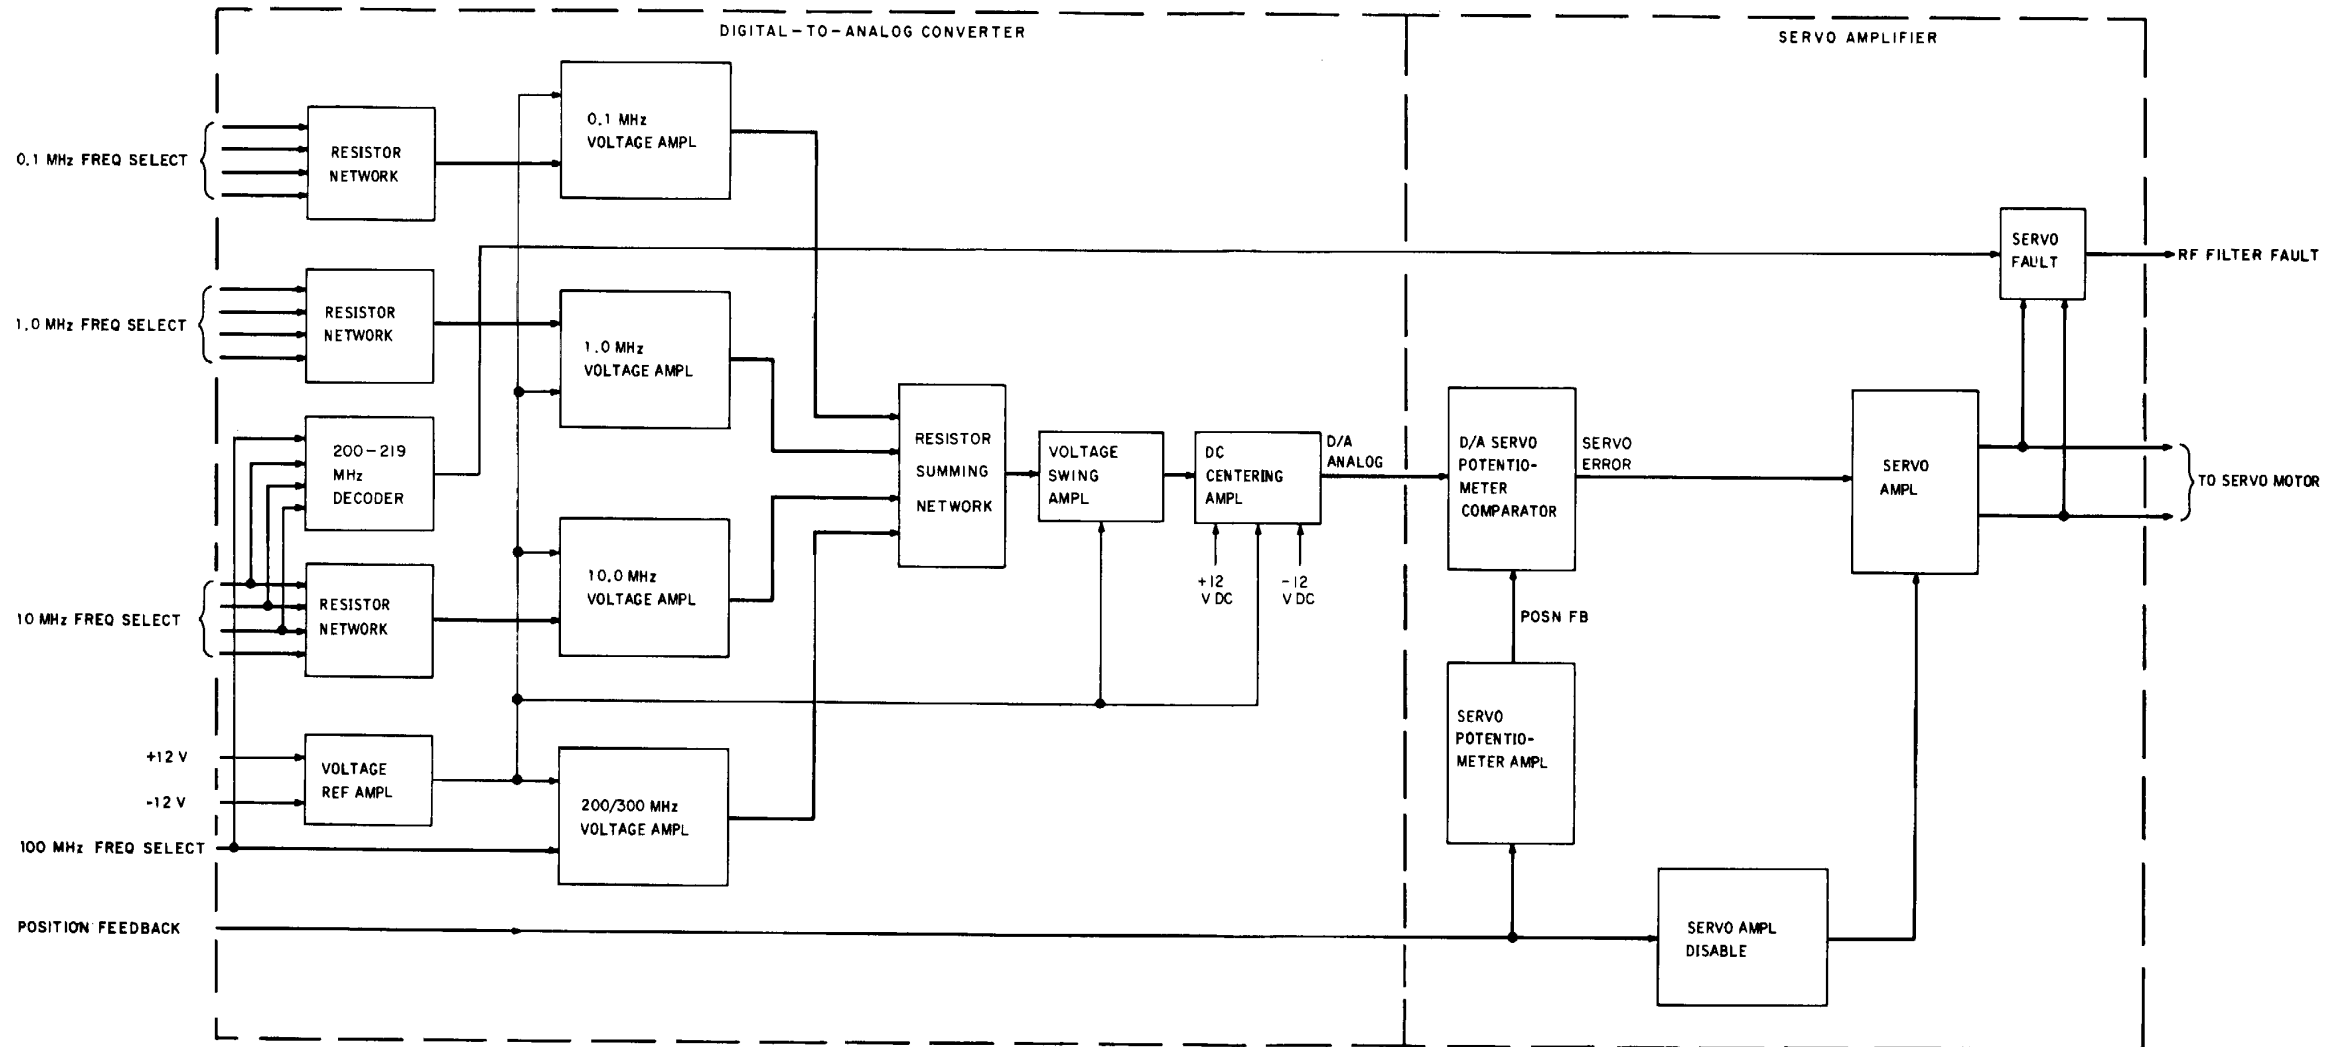 DIGITAL-TO-ANALOG CONVERTER
SERVO AMPLIFIER
0.1 MHz FREQ SELECT
RESISTOR
NETWORK
0.1 MHz
VOLTAGE AMPL
SERVO
FAULT
RF FILTER FAULT
1.0 MHz FREQ SELECT
RESISTOR
NETWORK
1.0 MHz
VOLTAGE AMPL
200-219
MHz
DECODER
RESISTOR
SUMMING
NETWORK
VOLTAGE
SWING
AMPL
DC
CENTERING
AMPL
D/A
ANALOG
+12
V DC
-12
V DC
D/A SERVO
POTENTIO-
METER
COMPARATOR
SERVO
ERROR
SERVO
AMPL
TO SERVO MOTOR
10 MHz FREQ SELECT
RESISTOR
NETWORK
10.0 MHz
VOLTAGE AMPL
POSN FB
SERVO
POTENTIO-
METER AMPL
+12 V
-12 V
VOLTAGE
REF AMPL
200/300 MHz
VOLTAGE AMPL
100 MHz FREQ SELECT
POSITION FEEDBACK
SERVO AMPL
DISABLE